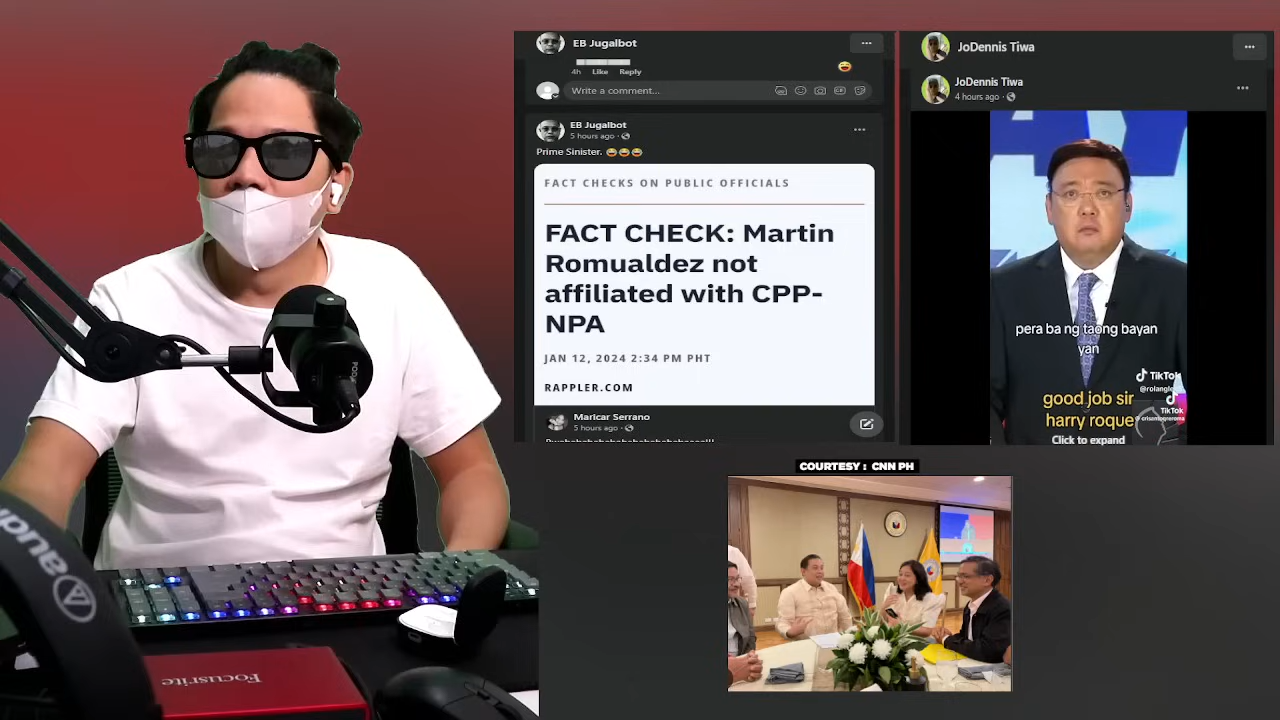 EB Jugalbot
4h Like Reply
Write a comment...
EB Jugalbot
5 hours ago
Prime Sinister.
FACT CHECKS ON PUBLIC OFFICIALS
FACT CHECK: Martin
Romualdez not
affiliated with CPP-
NPA
JAN 12, 2024 2:34 PM PHT
RAPPLER.COM
Maricar Serrano
5 hours ago
JoDennis Tiwa
JoDennis Tiwa
4 hours ago
pera ba ng taong bayan
yan
TikTok
good job sir
harry roque
TikTok
Click to expand
COURTESY : CNN PH
Focusrite